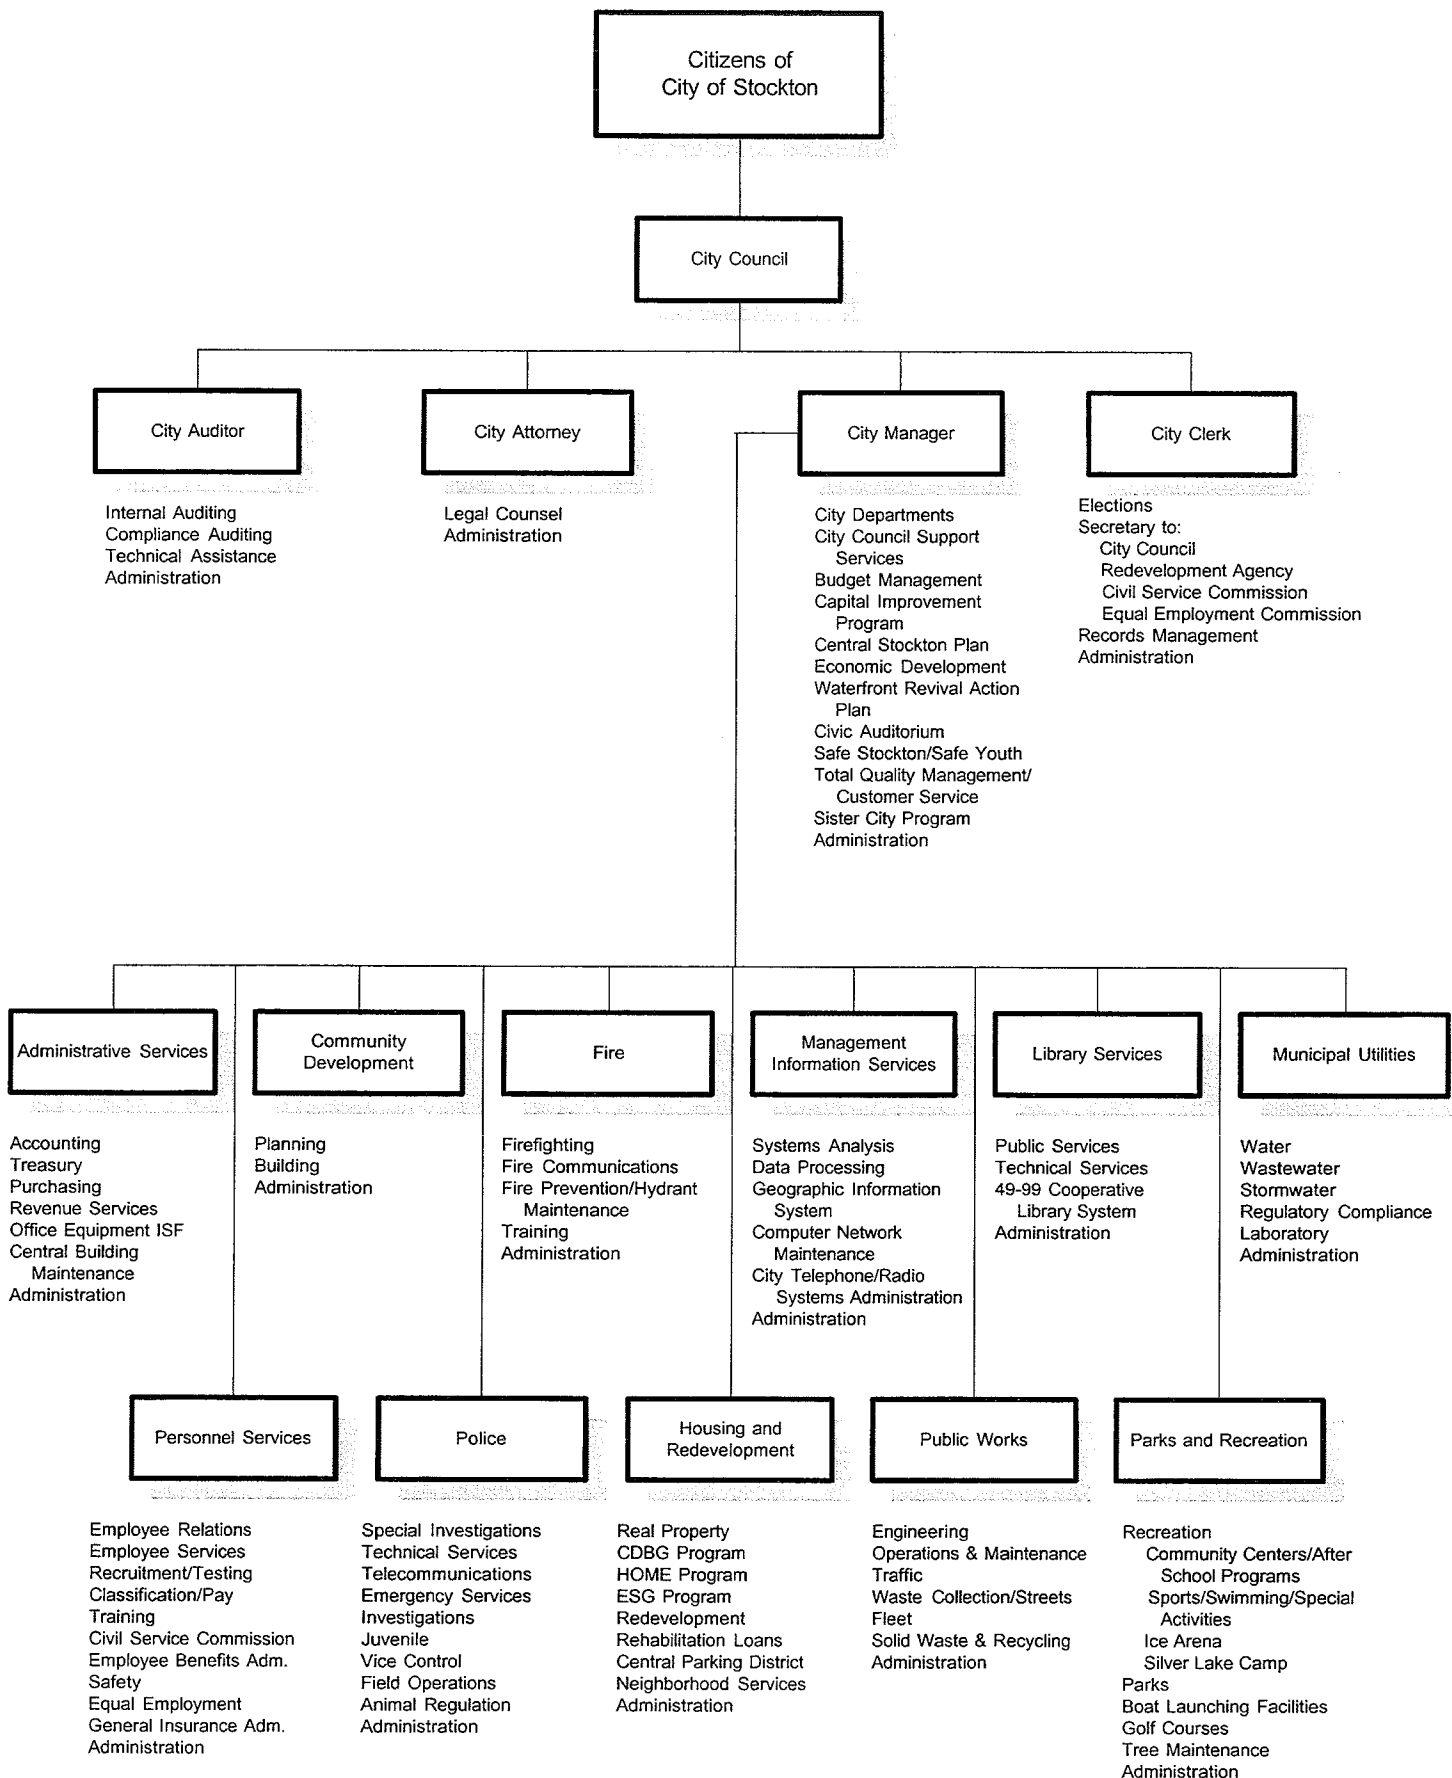 Citizens of
City of Stockton
City Council
City Auditor
Internal Auditing
Compliance Auditing
Technical Assistance
Administration
City Attorney
Legal Counsel
Administration
City Manager
City Departments
City Council Support
Services
Budget Management
Capital Improvement
Program
Central Stockton Plan
Economic Development
Waterfront Revival Action
Plan
Civic Auditorium
Safe Stockton/Safe Youth
Total Quality Management/
Customer Service
Sister City Program
Administration
City Clerk
Elections
Secretary to:
City Council
Redevelopment Agency
Civil Service Commission
Equal Employment Commission
Records Management
Administration
Administrative Services
Accounting
Treasury
Purchasing
Revenue Services
Office Equipment ISF
Central Building
Maintenance
Administration
Community
Development
Planning
Building
Administration
Fire
Firefighting
Fire Communications
Fire Prevention/Hydrant
Maintenance
Training
Administration
Management
Information Services
Systems Analysis
Data Processing
Geographic Information
System
Computer Network
Maintenance
City Telephone/Radio
Systems Administration
Administration
Library Services
Public Services
Technical Services
49-99 Cooperative
Library System
Administration
Municipal Utilities
Water
Wastewater
Stormwater
Regulatory Compliance
Laboratory
Administration
Personnel Services
Employee Relations
Employee Services
Recruitment/Testing
Classification/Pay
Training
Civil Service Commission
Employee Benefits Adm.
Safety
Equal Employment
General Insurance Adm.
Administration
Police
Special Investigations
Technical Services
Telecommunications
Emergency Services
Investigations
Juvenile
Vice Control
Field Operations
Animal Regulation
Administration
Housing and
Redevelopment
Real Property
CDBG Program
HOME Program
ESG Program
Redevelopment
Rehabilitation Loans
Central Parking District
Neighborhood Services
Administration
Public Works
Engineering
Operations & Maintenance
Traffic
Waste Collection/Streets
Fleet
Solid Waste & Recycling
Administration
Parks and Recreation
Recreation
Community Centers/After
School Programs
Sports/Swimming/Special
Activities
Ice Arena
Silver Lake Camp
Parks
Boat Launching Facilities
Golf Courses
Tree Maintenance
Administration